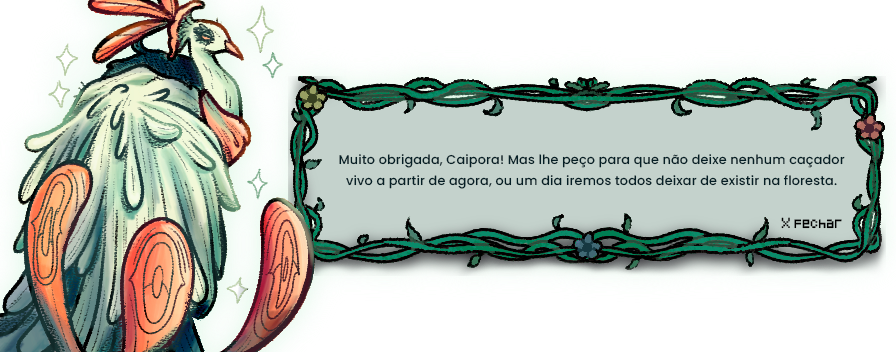 Muito obrigada, Caipora! Mas lhe peço para que não deixe nenhum caçador
vivo a partir de agora, ou um dia iremos todos deixar de existir na floresta.
X Fechar